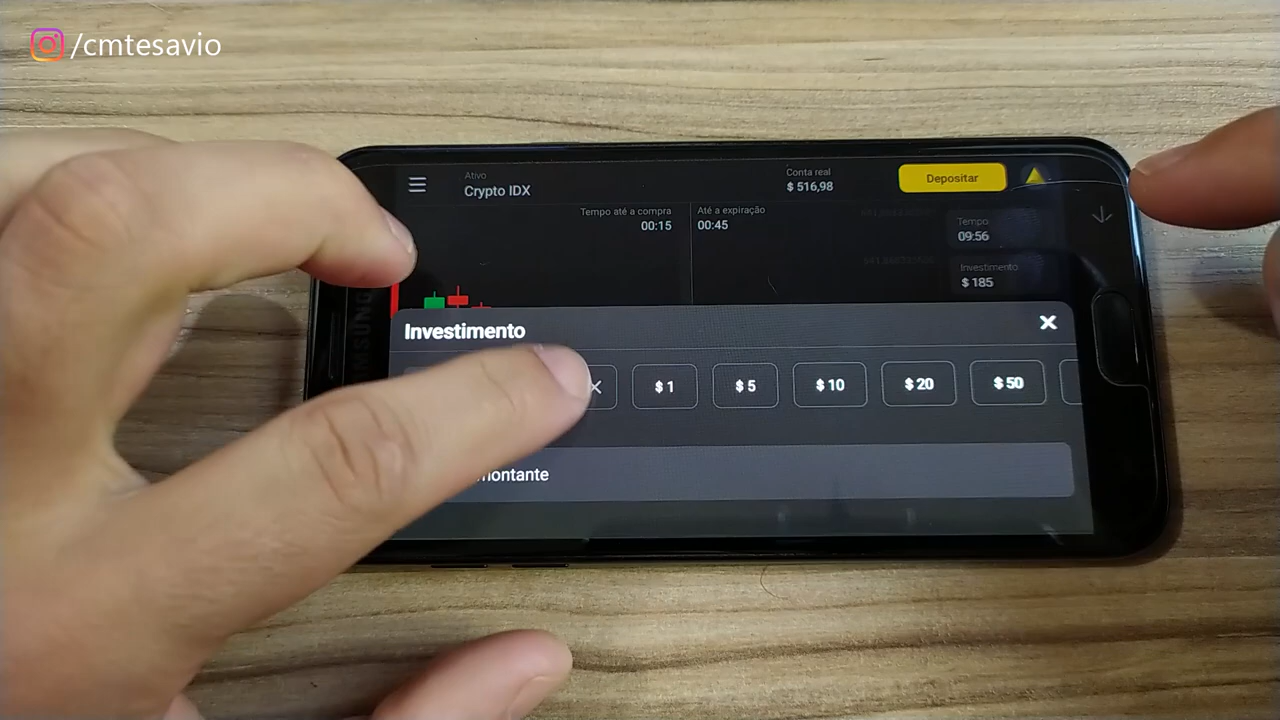 /cmtesavio
Ativo
Crypto IDX
Conta real
$ 516,98
Depositar
Tempo até a compra
00:15
Até a expiração
00:45
Tempo
09:56
Investimento
$ 185
SAMSUNG
Investimento
$ 1
$ 5
$ 10
$ 20
$ 50
montante